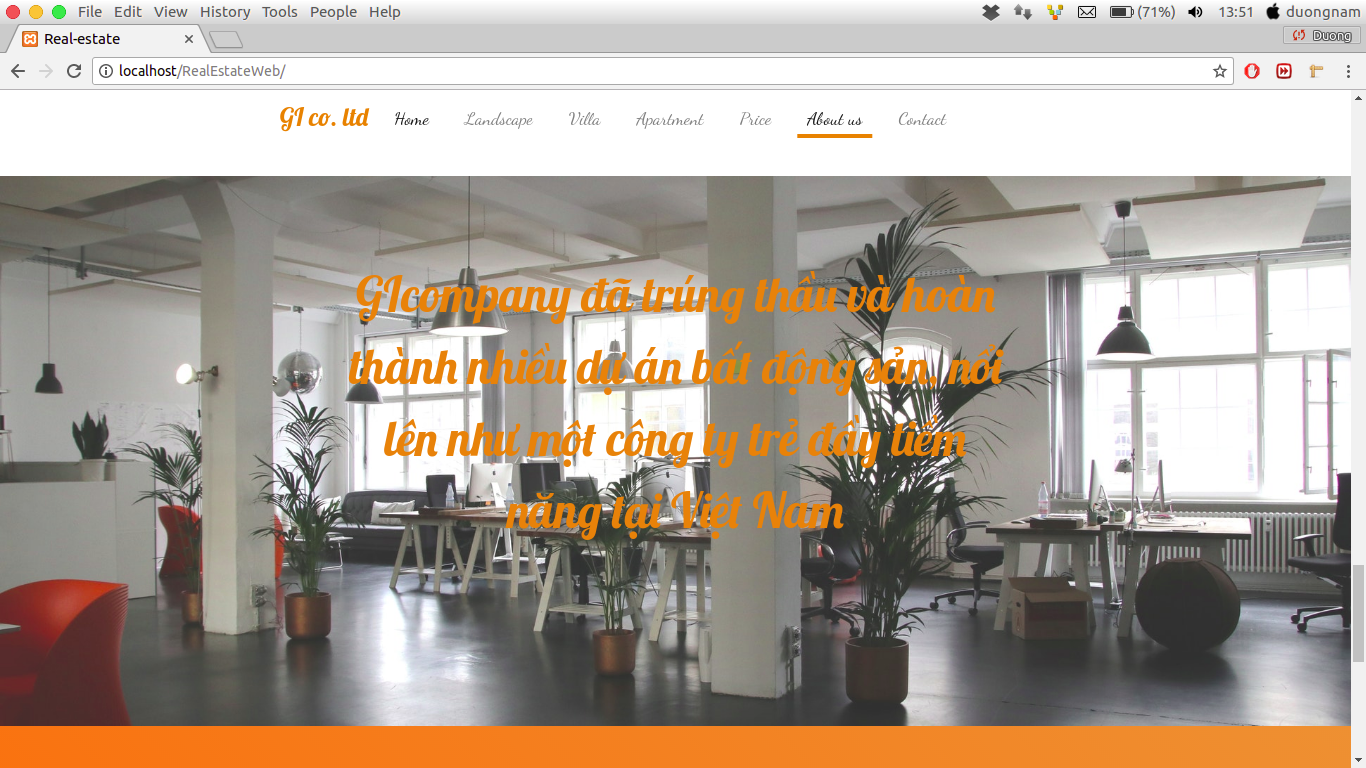 File Edit View History Tools People Help (71%) 13:51 duongnam
Real-estate Duong
localhost/RealEstateWeb/
GI co. ltd Home Landscape Villa Apartment Price About us Contact
GIcompany đã trúng thầu và hoàn
thành nhiều dự án bất động sản, nổi
lên như một công ty trẻ đầy tiềm
năng tại Việt Nam